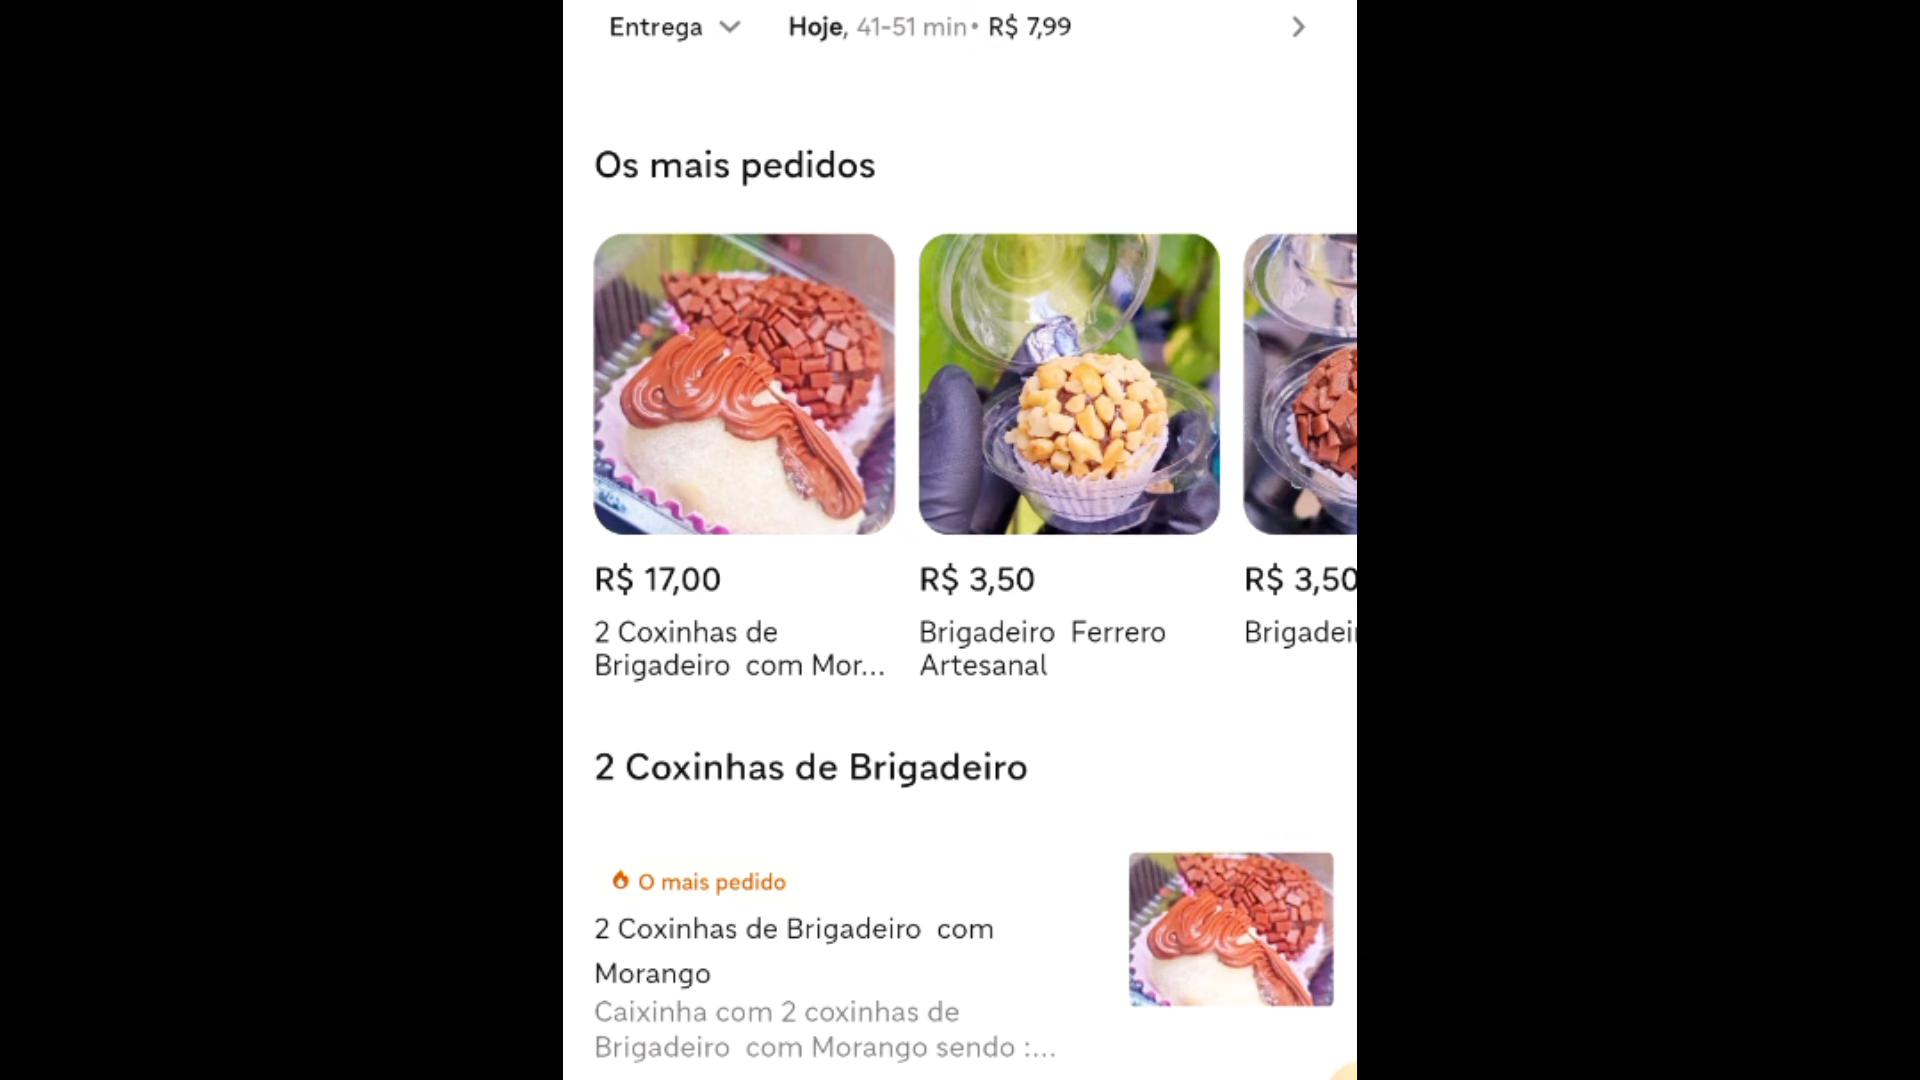 Entrega Hoje, 41-51 min • R$ 7,99
Os mais pedidos
R$ 17,00
2 Coxinhas de
Brigadeiro com Mor...
R$ 3,50
Brigadeiro Ferrero
Artesanal
R$ 3,50
2 Coxinhas de Brigadeiro
O mais pedido
2 Coxinhas de Brigadeiro com
Morango
Caixinha com 2 coxinhas de
Brigadeiro com Morango sendo :...